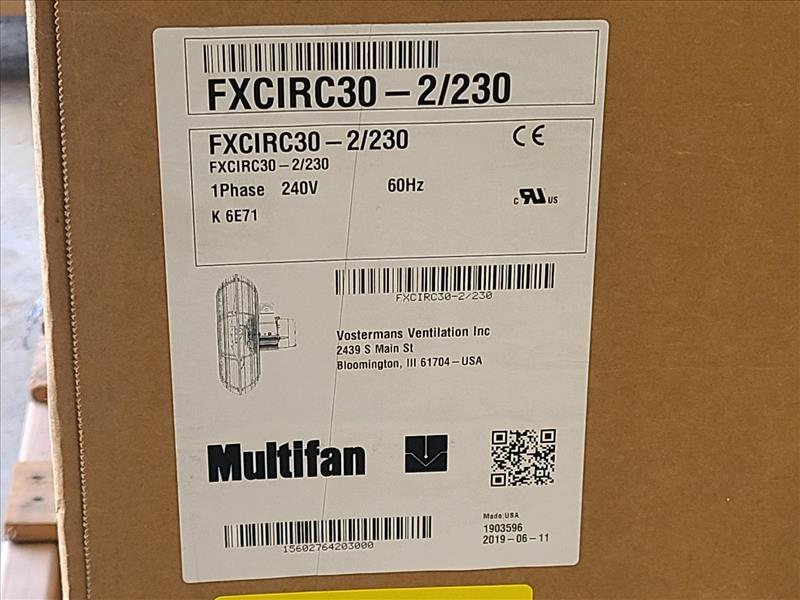 FXCIRC30-2/230
FXCIRC30-2/230
FXCIRC30-2/230
1Phase 240V 60Hz
K 6E71
CE
c RU US
FXCIRC30-2/230
Vostermans Ventilation Inc
2439 S Main St
Bloomington, Ill 61704-USA
Multifan
15602764203000
Made:USA
1903596
2019-06-11